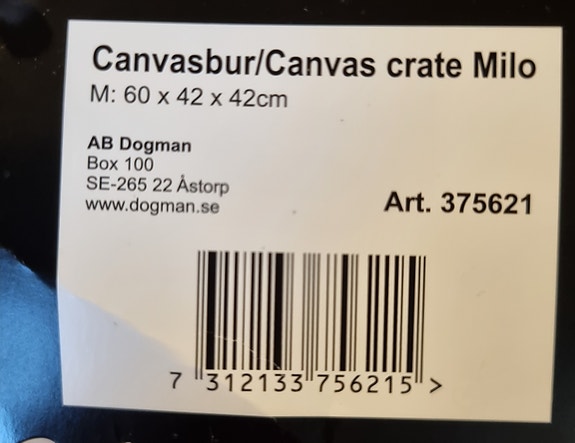 Canvasbur/Canvas crate Milo
M: 60 x 42 x 42cm
AB Dogman
Box 100
SE-265 22 Åstorp
www.dogman.se
Art. 375621
7 312133 756215 >